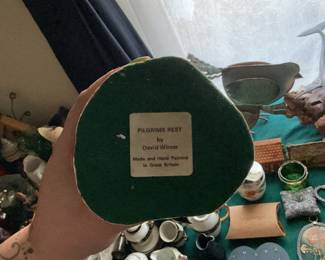 PILGRIMS REST
by
David Winter
Made and Hand Painted
in Great Britain